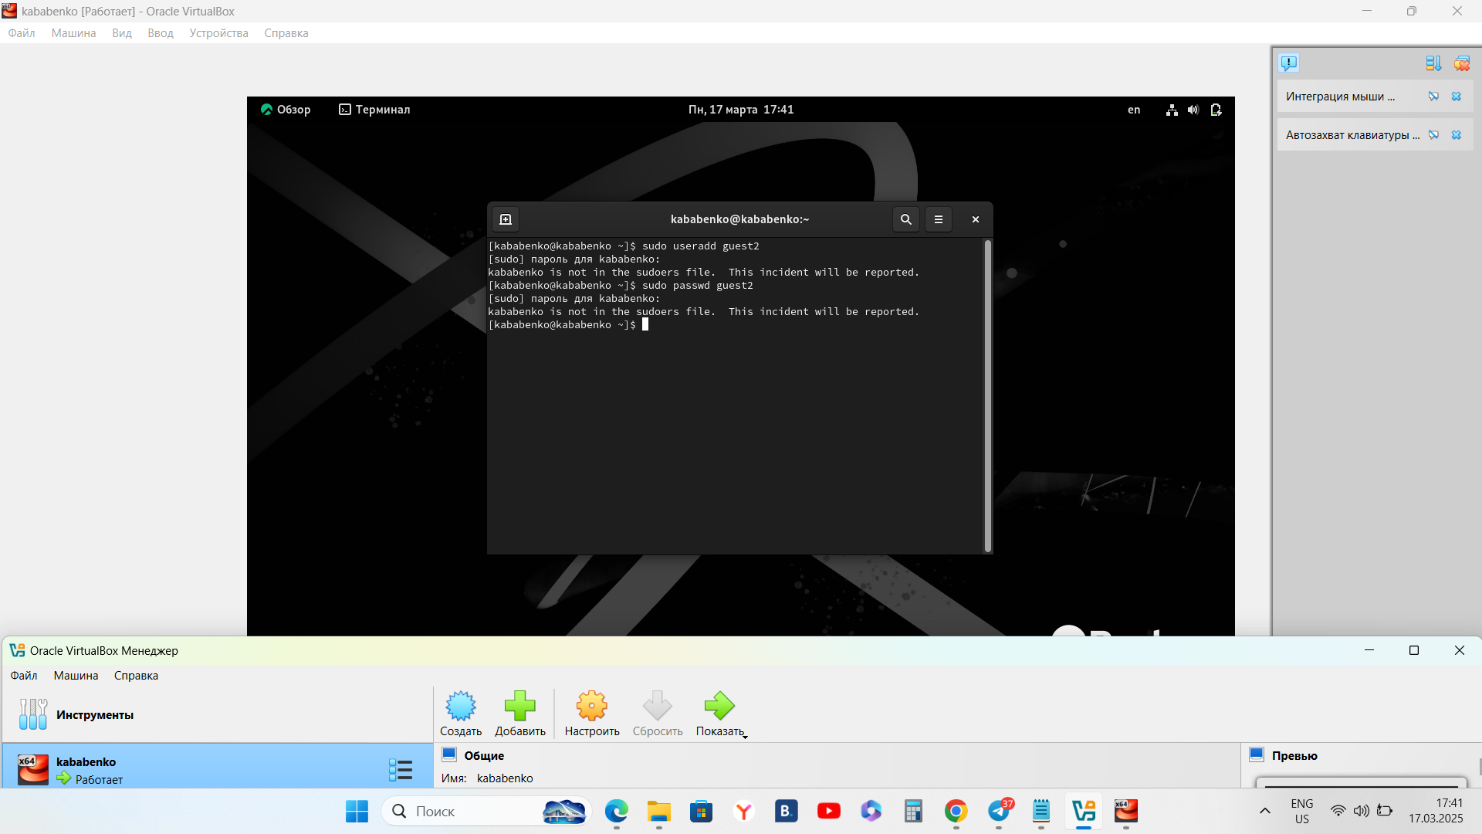 kababenko [Работает] - Oracle VirtualBox
Файл Машина Вид Ввод Устройства Справка
Интеграция мыши ...
Автозахват клавиатуры ...
Обзор Терминал Пн, 17 марта 17:41 en
kababenko@kababenko:~
[kababenko@kababenko ~]$ sudo useradd guest2
[sudo] пароль для kababenko:
kababenko is not in the sudoers file.  This incident will be reported.
[kababenko@kababenko ~]$ sudo passwd guest2
[sudo] пароль для kababenko:
kababenko is not in the sudoers file.  This incident will be reported.
[kababenko@kababenko ~]$
Oracle VirtualBox Менеджер
Файл Машина Справка
Инструменты
Создать Добавить Настроить Сбросить Показать
kababenko
Работает
Общие
Имя: kababenko
Превью
Поиск
37
ENG
US
17:41
17.03.2025